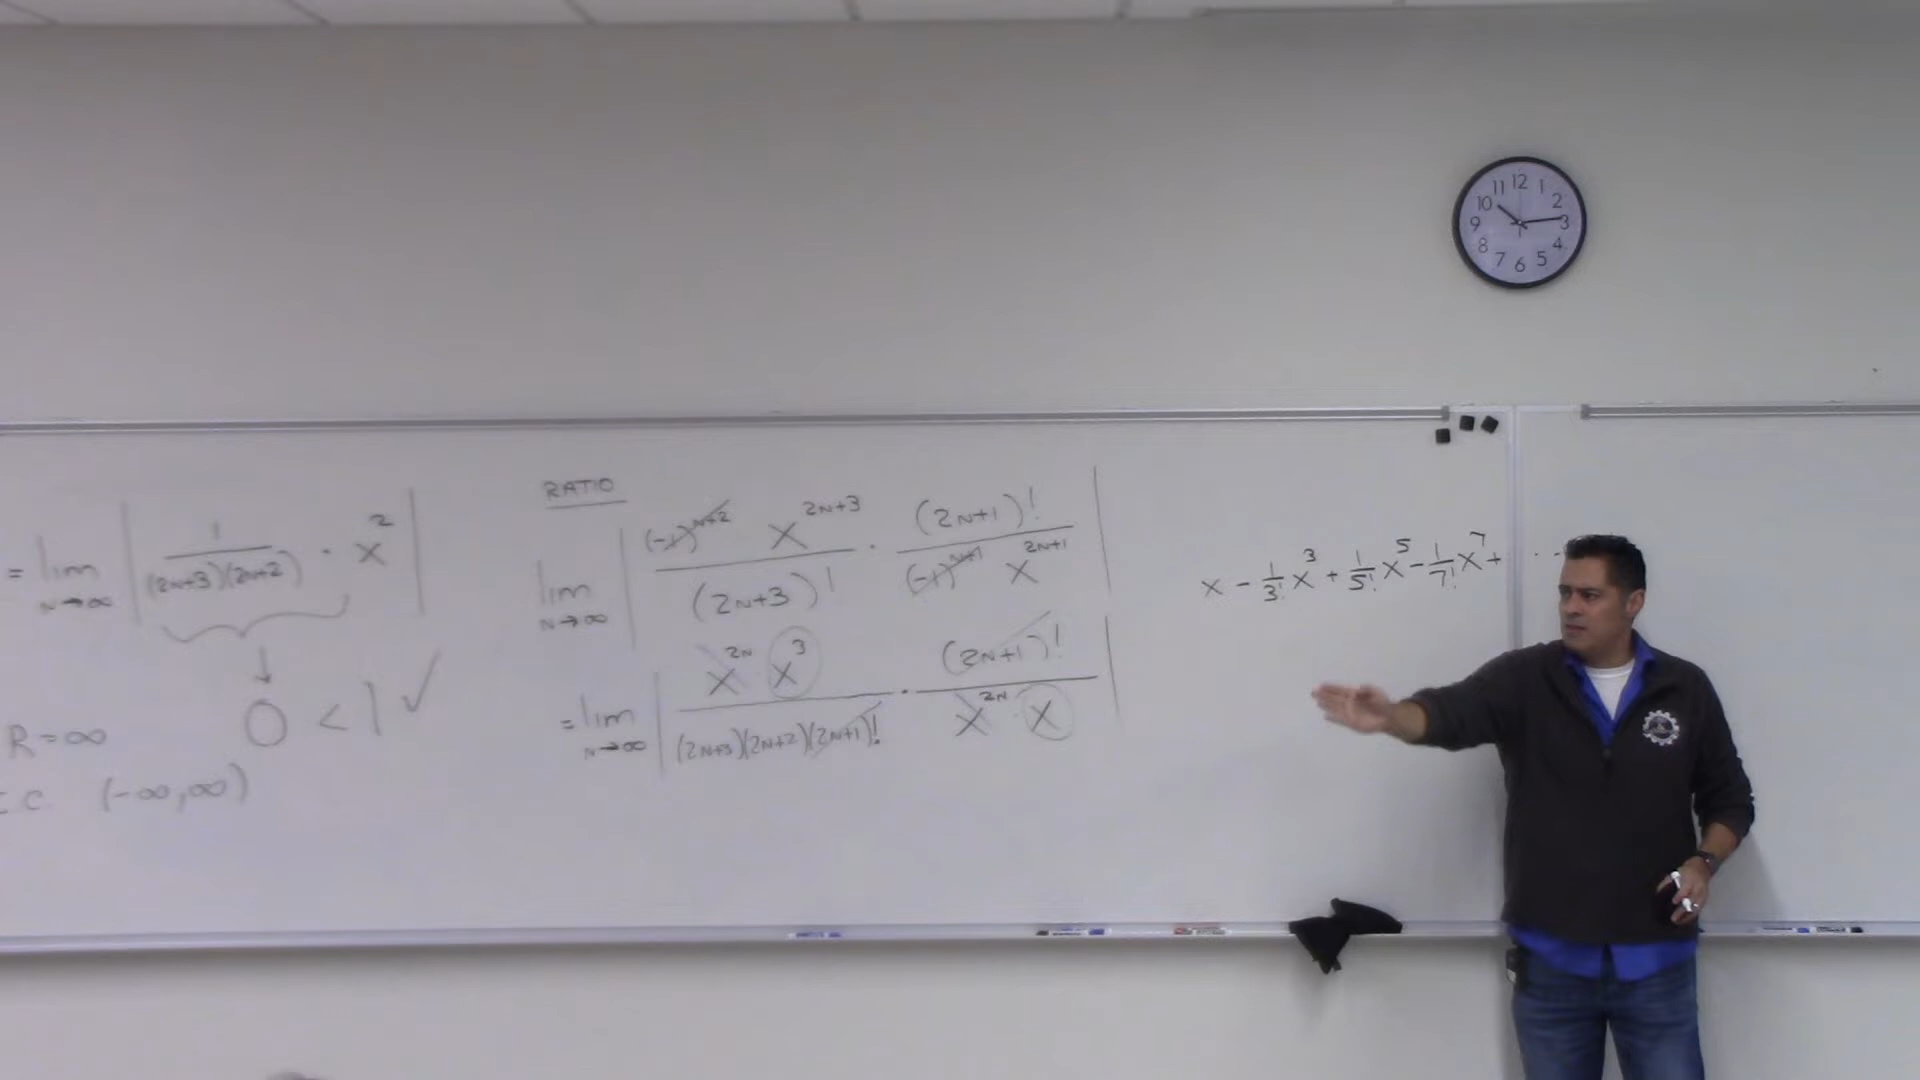 12
11 1
10 2
9 3
8 4
7 6 5
= lim N→∞ | 1 / (2N+3)(2N+2) · x² |
0 < 1 ✓
R = ∞
I.C. (-∞,∞)
RATIO
lim N→∞ | (-1)^(N+2) x^(2N+3) / (2N+3)! · (2N+1)! / (-1)^(N+1) x^(2N+1) |
= lim N→∞ | x^(2N) x³ / (2N+3)(2N+2)(2N+1)! · (2N+1)! / x^(2N) · x |
x - 1/3! x³ + 1/5! x⁵ - 1/7! x⁷ + ...